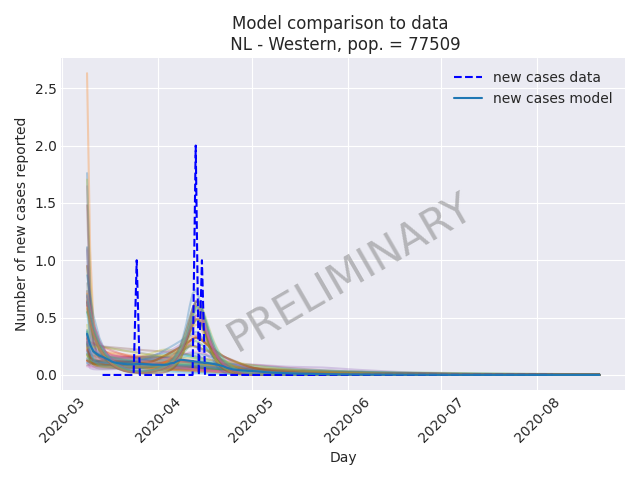 Model comparison to data
NL - Western, pop. = 77509
new cases data
new cases model
Number of new cases reported
2.5
2.0
1.5
1.0
0.5
0.0
PRELIMINARY
2020-03
2020-04
2020-05
2020-06
2020-07
2020-08
Day